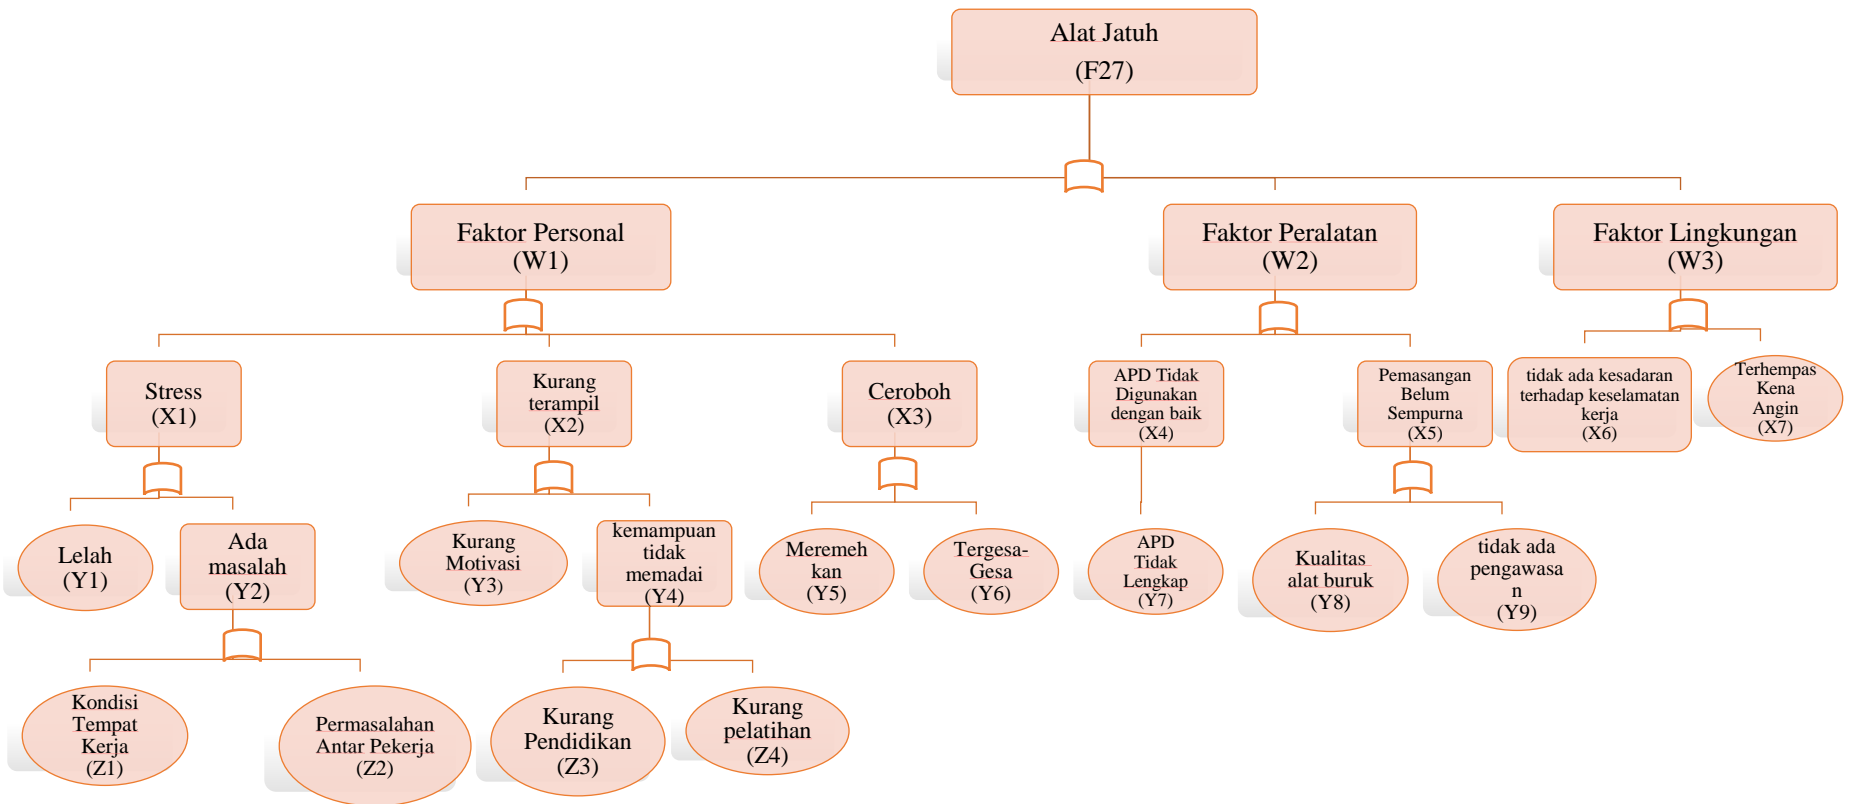 Alat Jatuh
(F27)
Faktor Personal
(W1)
Faktor Peralatan
(W2)
Faktor Lingkungan
(W3)
Stress
(X1)
Kurang
terampil
(X2)
Ceroboh
(X3)
APD Tidak
Digunakan
dengan baik
(X4)
Pemasangan
Belum
Sempurna
(X5)
tidak ada kesadaran
terhadap keselamatan
kerja
(X6)
Terhempas
Kena
Angin
(X7)
Lelah
(Y1)
Ada
masalah
(Y2)
Kurang
Motivasi
(Y3)
kemampuan
tidak
memadai
(Y4)
Meremeh
kan
(Y5)
Tergesa-
Gesa
(Y6)
APD
Tidak
Lengkap
(Y7)
Kualitas
alat buruk
(Y8)
tidak ada
pengawasa
n
(Y9)
Kondisi
Tempat
Kerja
(Z1)
Permasalahan
Antar Pekerja
(Z2)
Kurang
Pendidikan
(Z3)
Kurang
pelatihan
(Z4)